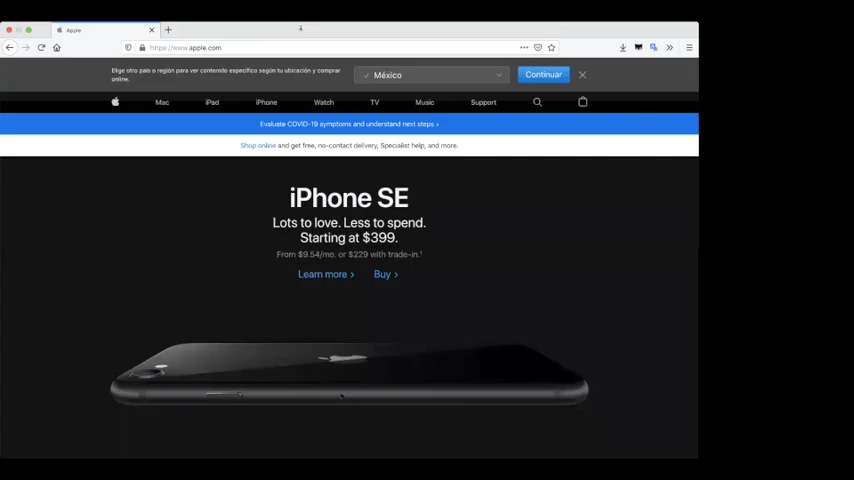 Apple
https://www.apple.com
Elige otro país o región para ver contenido específico según tu ubicación y comprar
online.
México
Continuar
Mac iPad iPhone Watch TV Music Support
Evaluate COVID-19 symptoms and understand next steps >
Shop online and get free, no-contact delivery, Specialist help, and more.
iPhone SE
Lots to love. Less to spend.
Starting at $399.
From $9.54/mo. or $229 with trade-in.¹
Learn more > Buy >